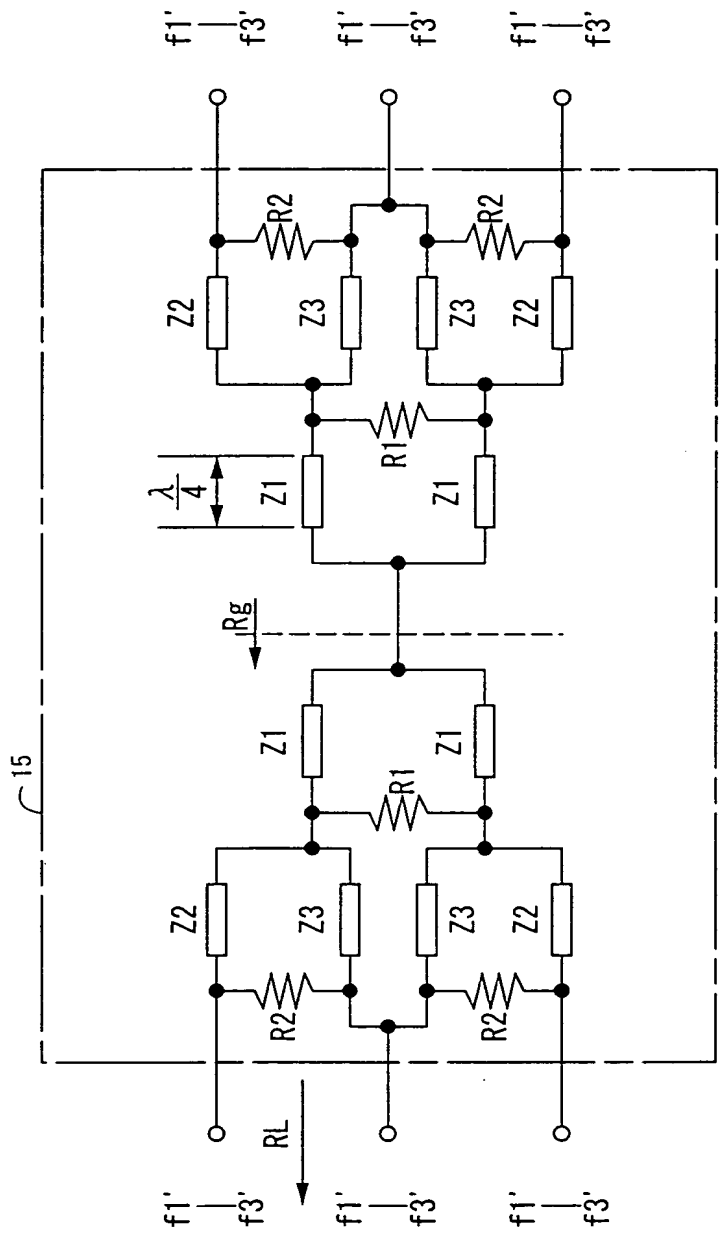 15
f1'
|
f3'
RL
Z2
R2
Z3
Z1
R1
Rg
λ/4
Z1
R1
Z2
Z3
R2
f1'
|
f3'
f1'
|
f3'
f1'
|
f3'
Z3
R2
Z2
Z1
Z1
Z3
Z2
R2
f1'
|
f3'
f1'
|
f3'